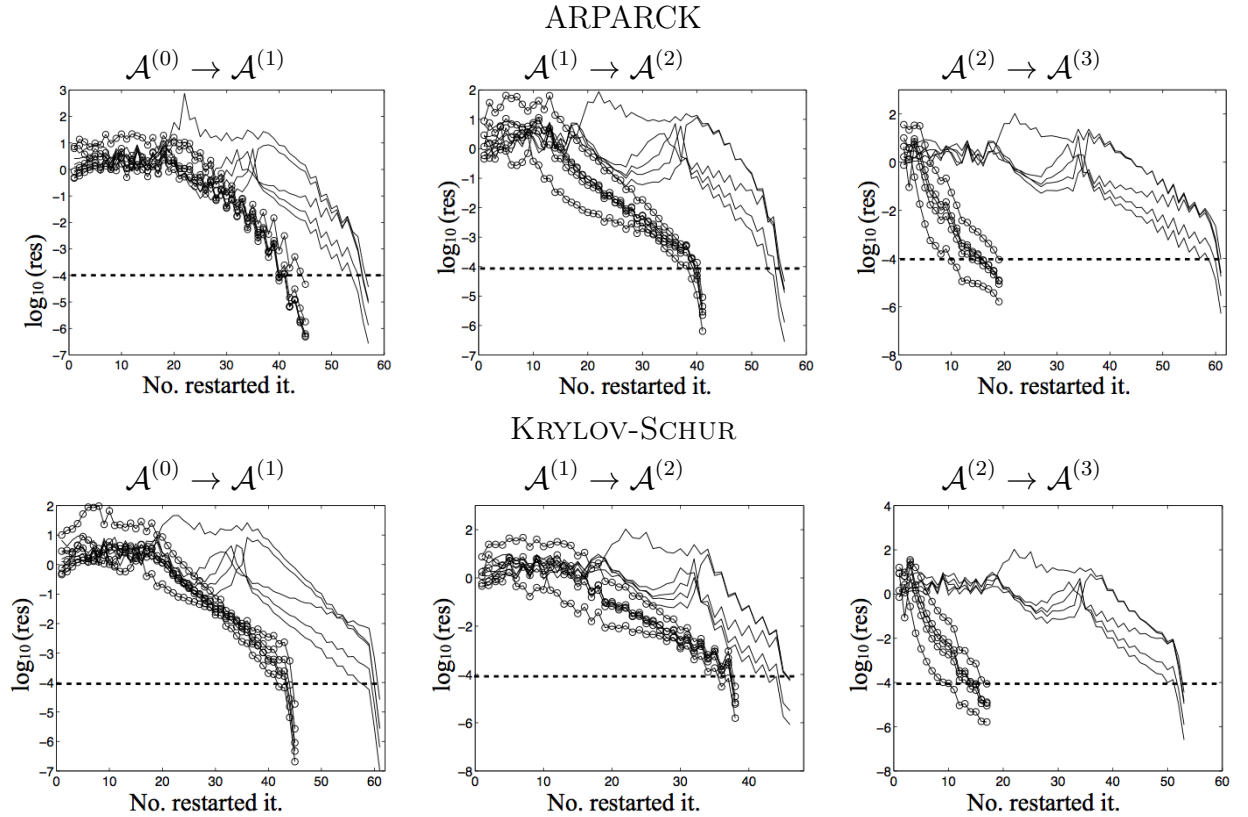 ARPARCK
𝒜⁽⁰⁾ → 𝒜⁽¹⁾
𝒜⁽¹⁾ → 𝒜⁽²⁾
𝒜⁽²⁾ → 𝒜⁽³⁾
log₁₀(res)
3
2
1
0
−1
−2
−3
−4
−5
−6
−7
0 10 20 30 40 50 60
No. restarted it.
log₁₀(res)
2
1
0
−1
−2
−3
−4
−5
−6
−7
0 10 20 30 40 50 60
No. restarted it.
log₁₀(res)
2
0
−2
−4
−6
−8
0 10 20 30 40 50 60
No. restarted it.
KRYLOV-SCHUR
𝒜⁽⁰⁾ → 𝒜⁽¹⁾
𝒜⁽¹⁾ → 𝒜⁽²⁾
𝒜⁽²⁾ → 𝒜⁽³⁾
log₁₀(res)
2
1
0
−1
−2
−3
−4
−5
−6
−7
0 10 20 30 40 50 60
No. restarted it.
log₁₀(res)
2
0
−2
−4
−6
−8
0 10 20 30 40
No. restarted it.
log₁₀(res)
4
2
0
−2
−4
−6
−8
0 10 20 30 40 50 60
No. restarted it.